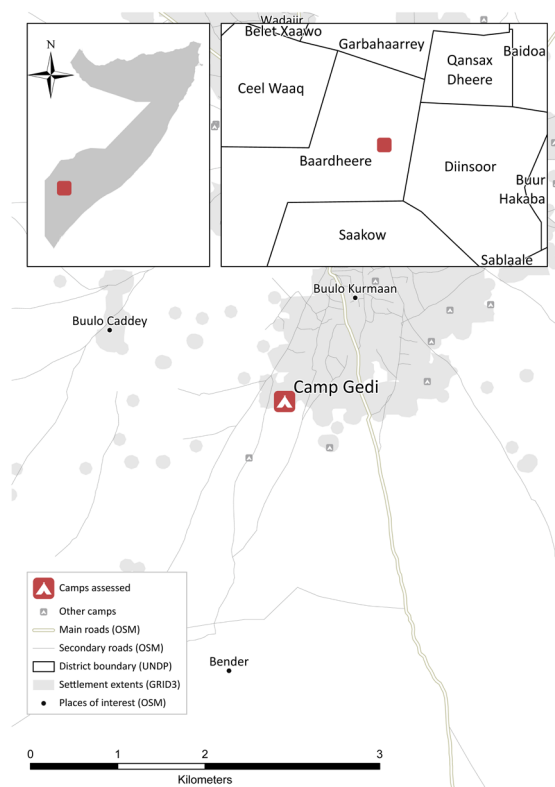 N
Wadajir
Belet Xaawo
Garbahaarrey
Baidoa
Qansax
Dheere
Ceel Waaq
Baardheere
Diinsoor
Buur
Hakaba
Saakow
Sablaale
Buulo Kurmaan
Buulo Caddey
Camp Gedi
Camps assessed
Other camps
Main roads (OSM)
Secondary roads (OSM)
District boundary (UNDP)
Settlement extents (GRID3)
Places of interest (OSM)
Bender
0 1 2 3
Kilometers